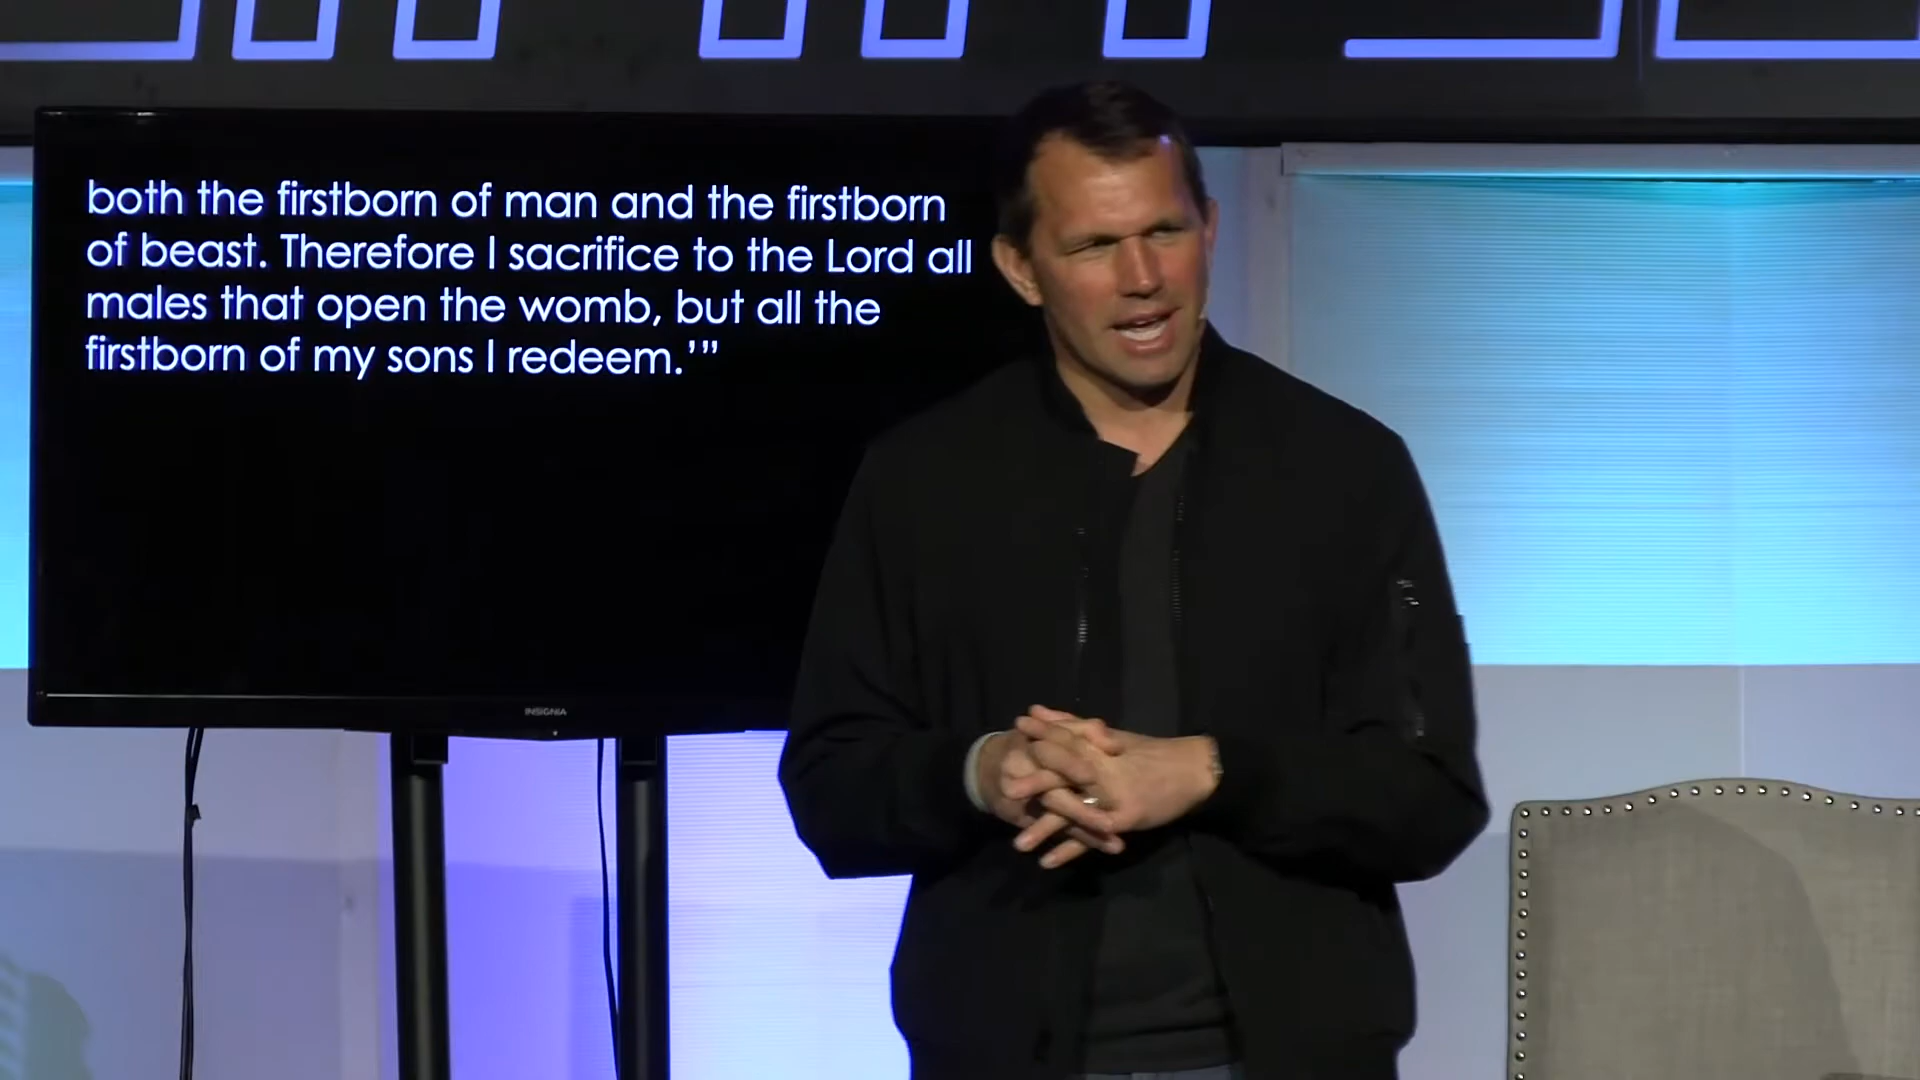 both the firstborn of man and the firstborn
of beast. Therefore I sacrifice to the Lord all
males that open the womb, but all the
firstborn of my sons I redeem.’”
INSIGNIA